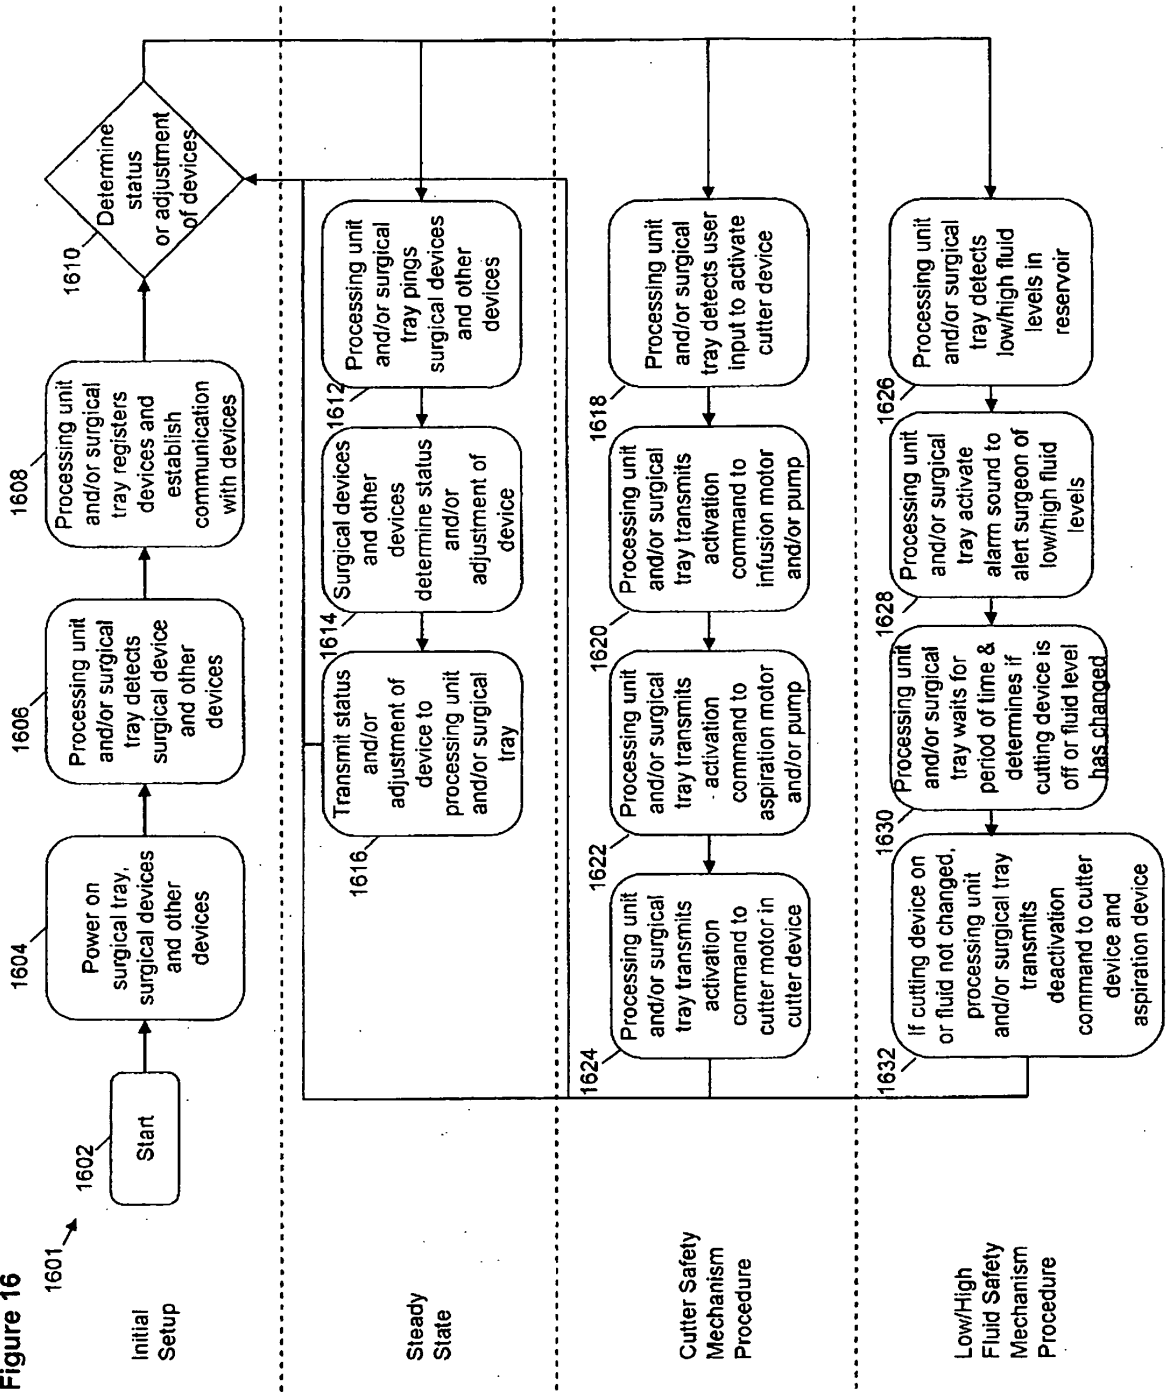 Figure 16
1601
Initial
Setup
1602
Start
1604
Power on
surgical tray,
surgical devices
and other
devices
1606
Processing unit
and/or surgical
tray detects
surgical device
and other
devices
1608
Processing unit
and/or surgical
tray registers
devices and
establish
communication
with devices
1610
Determine
status
or adjustment
of devices
Steady
State
1616
Transmit status
and/or
adjustment of
device to
processing unit
and/or surgical
tray
1614
Surgical devices
and other
devices
determine status
and/or
adjustment of
device
1612
Processing unit
and/or surgical
tray pings
surgical devices
and other
devices
Cutter Safety
Mechanism
Procedure
1624
Processing unit
and/or surgical
tray transmits
activation
command to
cutter motor in
cutter device
1622
Processing unit
and/or surgical
tray transmits
activation
command to
aspiration motor
and/or pump
1620
Processing unit
and/or surgical
tray transmits
activation
command to
infusion motor
and/or pump
1618
Processing unit
and/or surgical
tray detects user
input to activate
cutter device
Low/High
Fluid Safety
Mechanism
Procedure
1632
If cutting device on
or fluid not changed,
processing unit
and/or surgical tray
transmits
deactivation
command to cutter
device and
aspiration device
1630
Processing unit
and/or surgical
tray waits for
period of time &
determines if
cutting device is
off or fluid level
has changed
1628
Processing unit
and/or surgical
tray activate
alarm sound to
alert surgeon of
low/high fluid
levels
1626
Processing unit
and/or surgical
tray detects
low/high fluid
levels in
reservoir